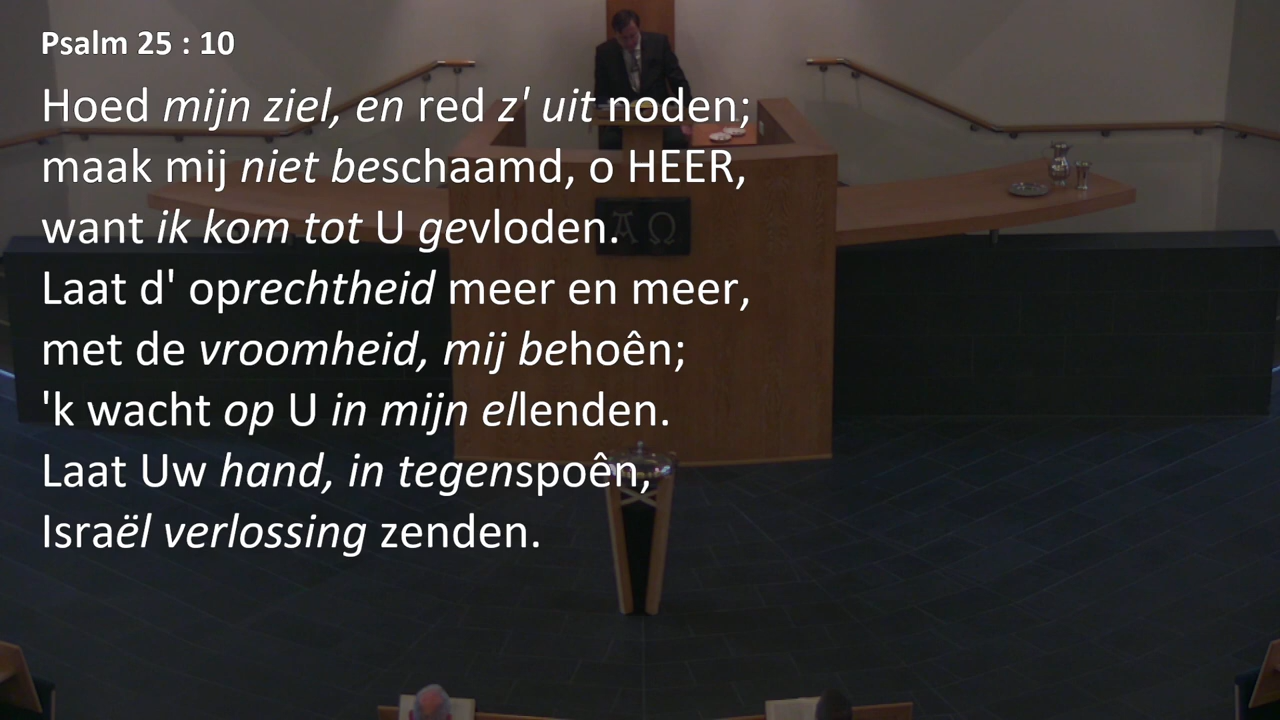 Psalm 25 : 10
Hoed mijn ziel, en red z' uit noden;
maak mij niet beschaamd, o HEER,
want ik kom tot U gevloden.
Laat d' oprechtheid meer en meer,
met de vroomheid, mij behoên;
'k wacht op U in mijn ellenden.
Laat Uw hand, in tegenspoên,
Israël verlossing zenden.
Α Ω